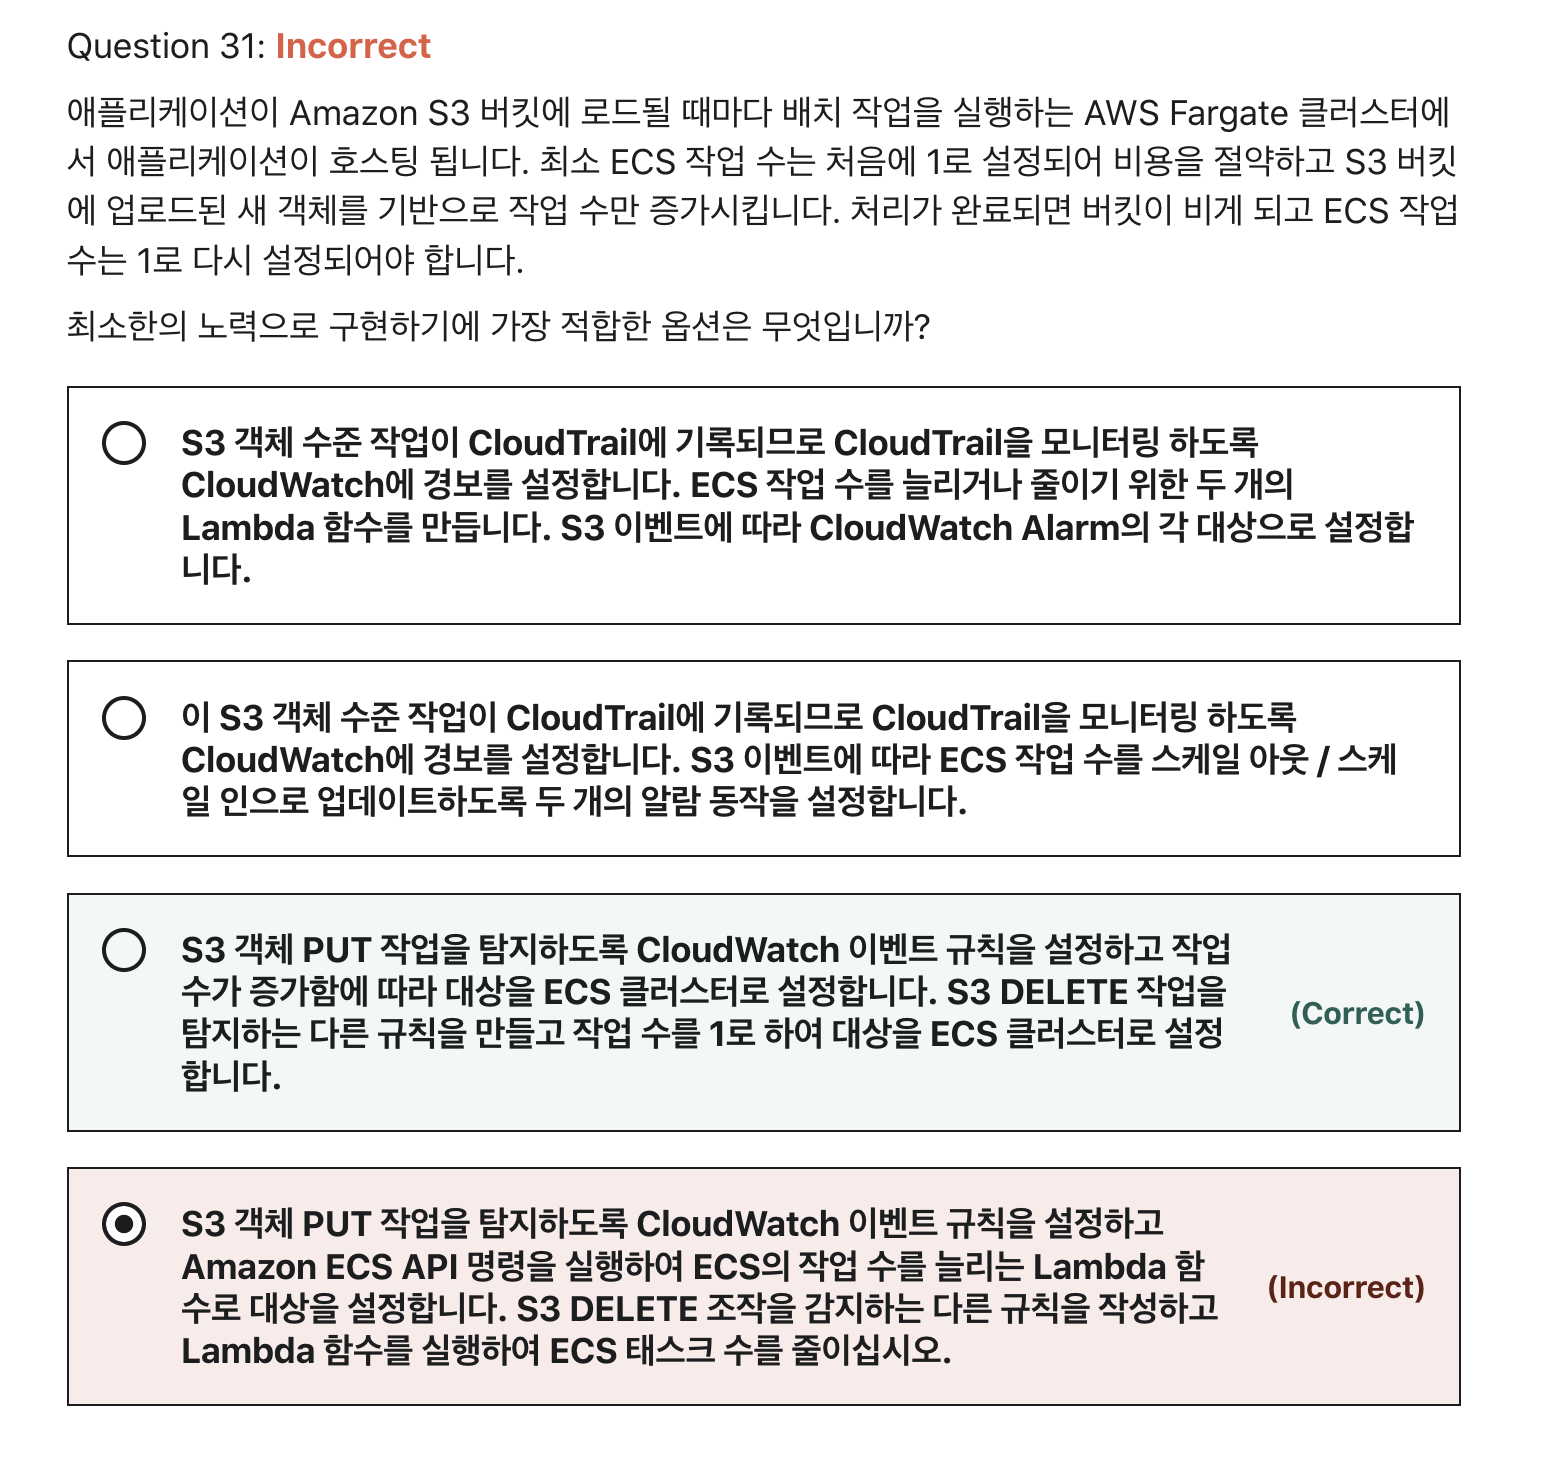 Question 31: Incorrect
애플리케이션이 Amazon S3 버킷에 로드될 때마다 배치 작업을 실행하는 AWS Fargate 클러스터에
서 애플리케이션이 호스팅 됩니다. 최소 ECS 작업 수는 처음에 1로 설정되어 비용을 절약하고 S3 버킷
에 업로드된 새 객체를 기반으로 작업 수만 증가시킵니다. 처리가 완료되면 버킷이 비게 되고 ECS 작업
수는 1로 다시 설정되어야 합니다.
최소한의 노력으로 구현하기에 가장 적합한 옵션은 무엇입니까?
S3 객체 수준 작업이 CloudTrail에 기록되므로 CloudTrail을 모니터링 하도록
CloudWatch에 경보를 설정합니다. ECS 작업 수를 늘리거나 줄이기 위한 두 개의
Lambda 함수를 만듭니다. S3 이벤트에 따라 CloudWatch Alarm의 각 대상으로 설정합
니다.
이 S3 객체 수준 작업이 CloudTrail에 기록되므로 CloudTrail을 모니터링 하도록
CloudWatch에 경보를 설정합니다. S3 이벤트에 따라 ECS 작업 수를 스케일 아웃 / 스케
일 인으로 업데이트하도록 두 개의 알람 동작을 설정합니다.
S3 객체 PUT 작업을 탐지하도록 CloudWatch 이벤트 규칙을 설정하고 작업
수가 증가함에 따라 대상을 ECS 클러스터로 설정합니다. S3 DELETE 작업을
탐지하는 다른 규칙을 만들고 작업 수를 1로 하여 대상을 ECS 클러스터로 설정
합니다.
(Correct)
S3 객체 PUT 작업을 탐지하도록 CloudWatch 이벤트 규칙을 설정하고
Amazon ECS API 명령을 실행하여 ECS의 작업 수를 늘리는 Lambda 함
수로 대상을 설정합니다. S3 DELETE 조작을 감지하는 다른 규칙을 작성하고
Lambda 함수를 실행하여 ECS 태스크 수를 줄이십시오.
(Incorrect)